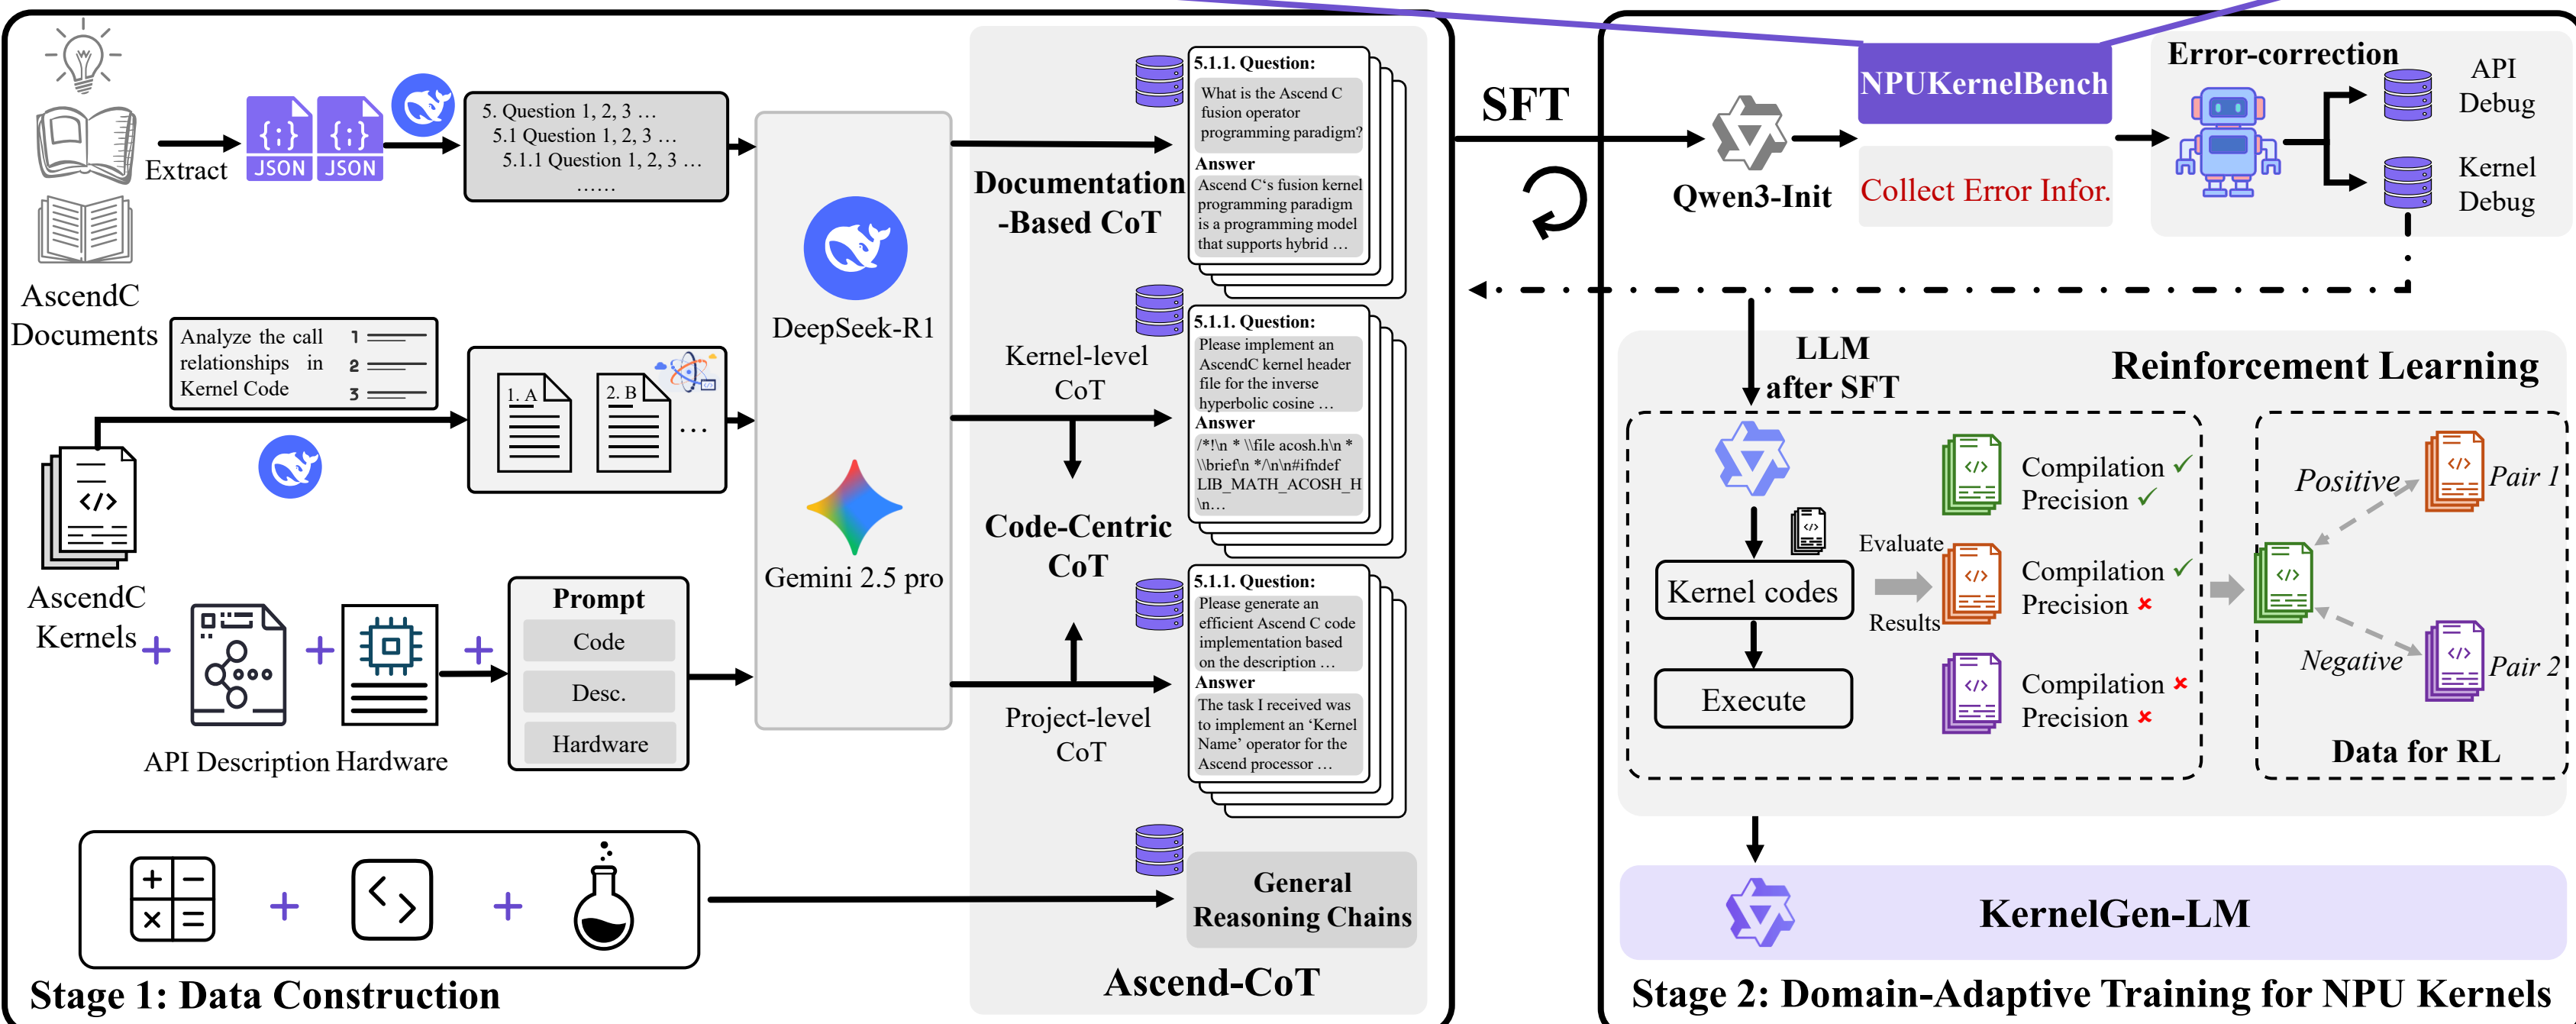 AscendC
Documents
Extract
{;}
JSON
{;}
JSON
5. Question 1, 2, 3 …
5.1 Question 1, 2, 3 …
5.1.1 Question 1, 2, 3 …
……
Analyze the call
relationships in
Kernel Code
1
2
3
1. A
2. B
…
AscendC
Kernels
</>
+
+
+
API Description
Hardware
Prompt
Code
Desc.
Hardware
DeepSeek-R1
Gemini 2.5 pro
Documentation
-Based CoT
Kernel-level
CoT
Code-Centric
CoT
Project-level
CoT
5.1.1. Question:
What is the Ascend C
fusion operator
programming paradigm?
Answer
Ascend C‘s fusion kernel
programming paradigm
is a programming model
that supports hybrid …
5.1.1. Question:
Please implement an
AscendC kernel header
file for the inverse
hyperbolic cosine …
Answer
/*!\n * \\file acosh.h\n *
\\brief\n */\n\n#ifndef
LIB_MATH_ACOSH_H
\n…
5.1.1. Question:
Please generate an
efficient Ascend C code
implementation based
on the description …
Answer
The task I received was
to implement an ‘Kernel
Name’ operator for the
Ascend processor …
+ −
× =
+
< >
+
General
Reasoning Chains
Ascend-CoT
Stage 1: Data Construction
SFT
Qwen3-Init
NPUKernelBench
Collect Error Infor.
Error-correction
API
Debug
Kernel
Debug
LLM
after SFT
Reinforcement Learning
</>
Kernel codes
Execute
Evaluate
Results
</>
Compilation ✓
Precision ✓
</>
Compilation ✓
Precision ✘
</>
Compilation ✘
Precision ✘
</>
Positive
</>
Pair 1
Negative
</>
Pair 2
Data for RL
KernelGen-LM
Stage 2: Domain-Adaptive Training for NPU Kernels